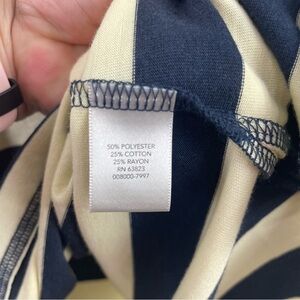 50% POLYESTER
25% COTTON
25% RAYON
RN 63823
008000-7997